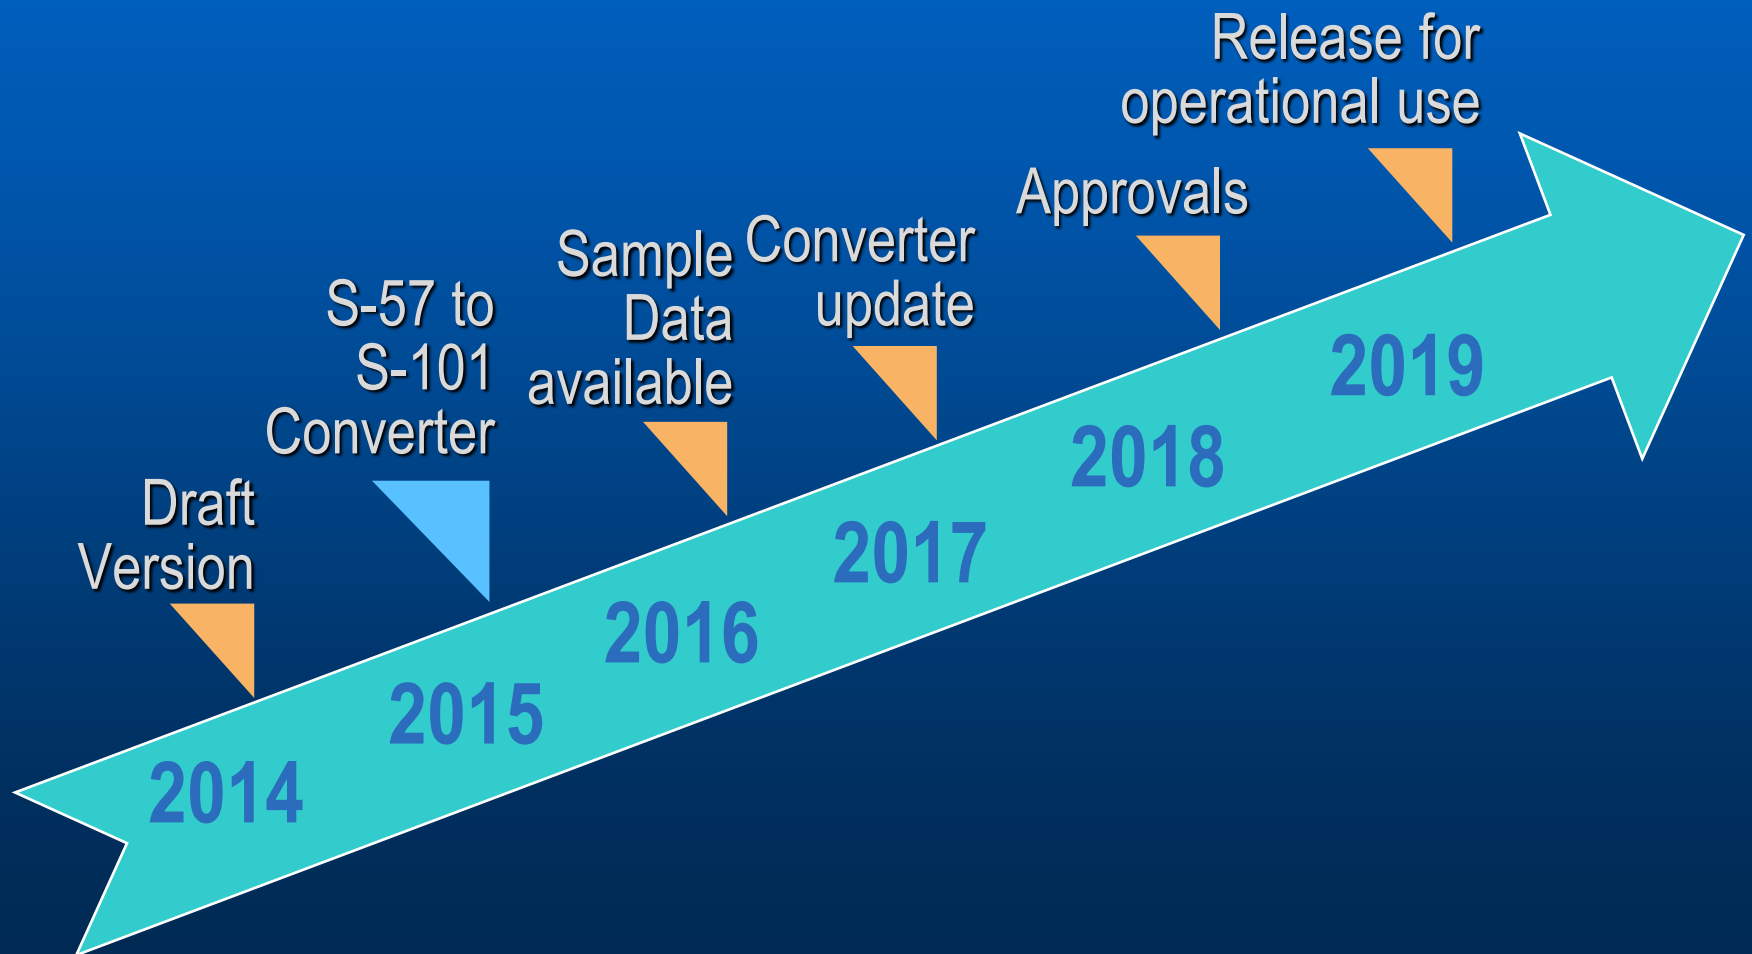 Release for
operational use
Approvals
Converter
update
Sample
Data
available
S-57 to
S-101
Converter
Draft
Version
2019
2018
2017
2016
2015
2014